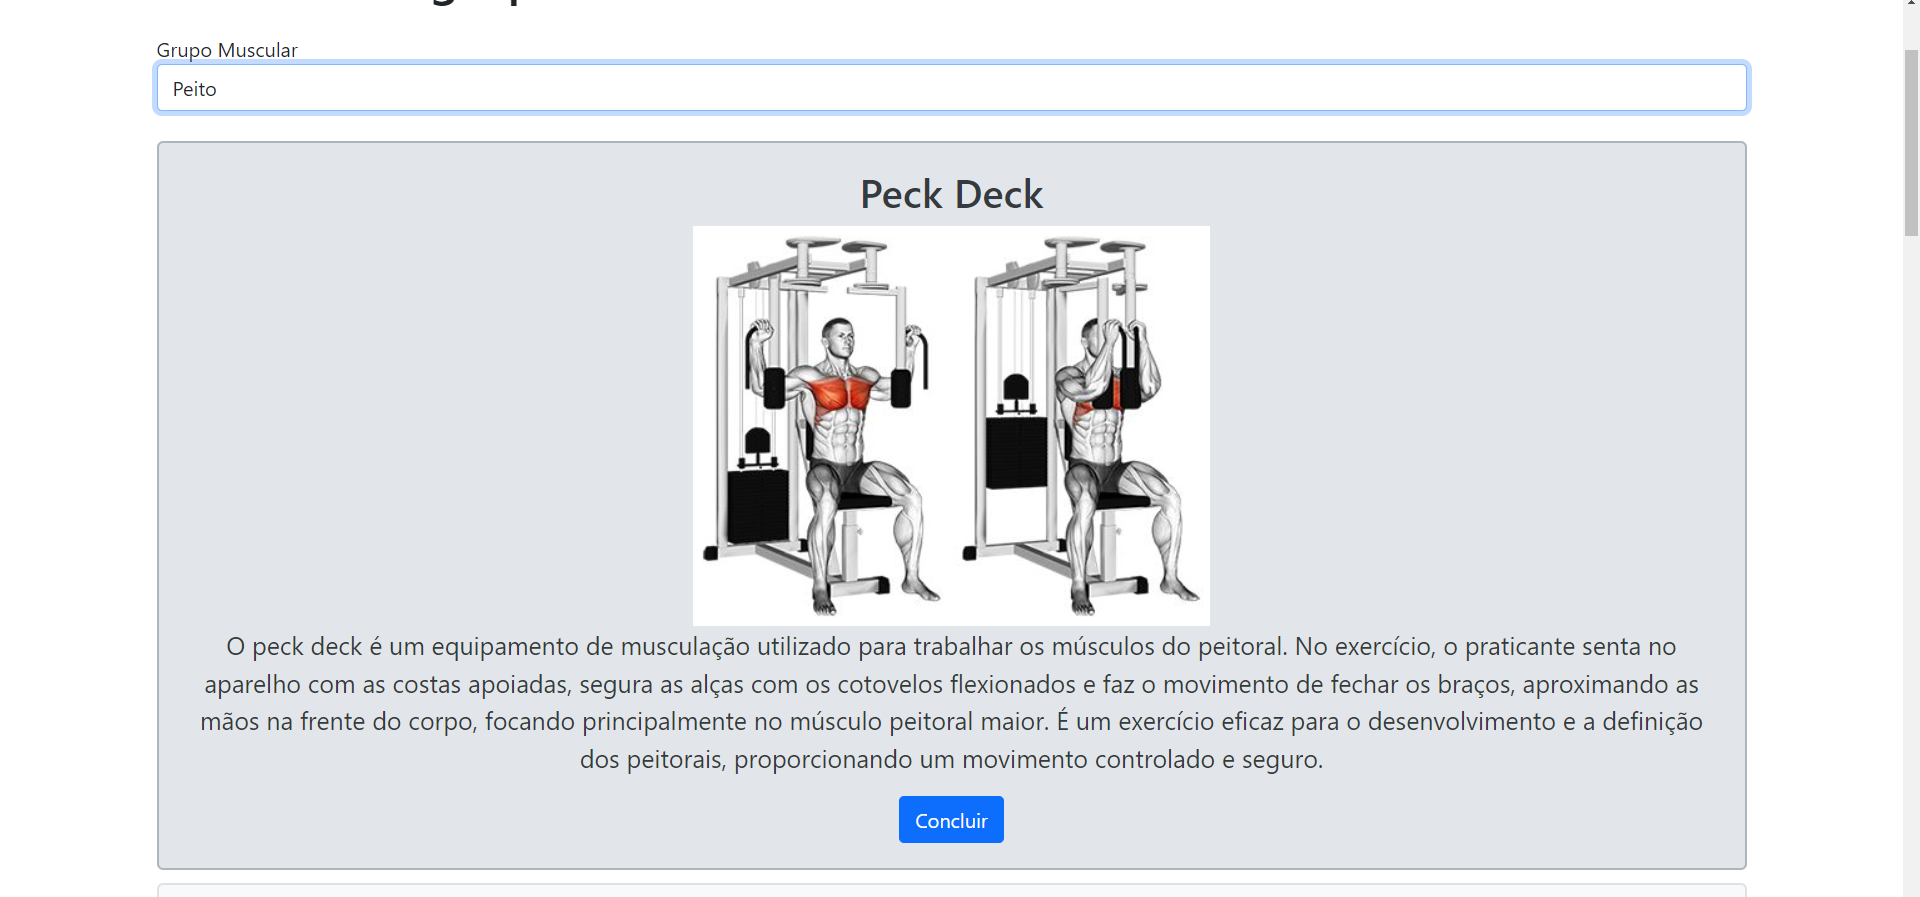 Grupo Muscular
Peito
Peck Deck
O peck deck é um equipamento de musculação utilizado para trabalhar os músculos do peitoral. No exercício, o praticante senta no
aparelho com as costas apoiadas, segura as alças com os cotovelos flexionados e faz o movimento de fechar os braços, aproximando as
mãos na frente do corpo, focando principalmente no músculo peitoral maior. É um exercício eficaz para o desenvolvimento e a definição
dos peitorais, proporcionando um movimento controlado e seguro.
Concluir